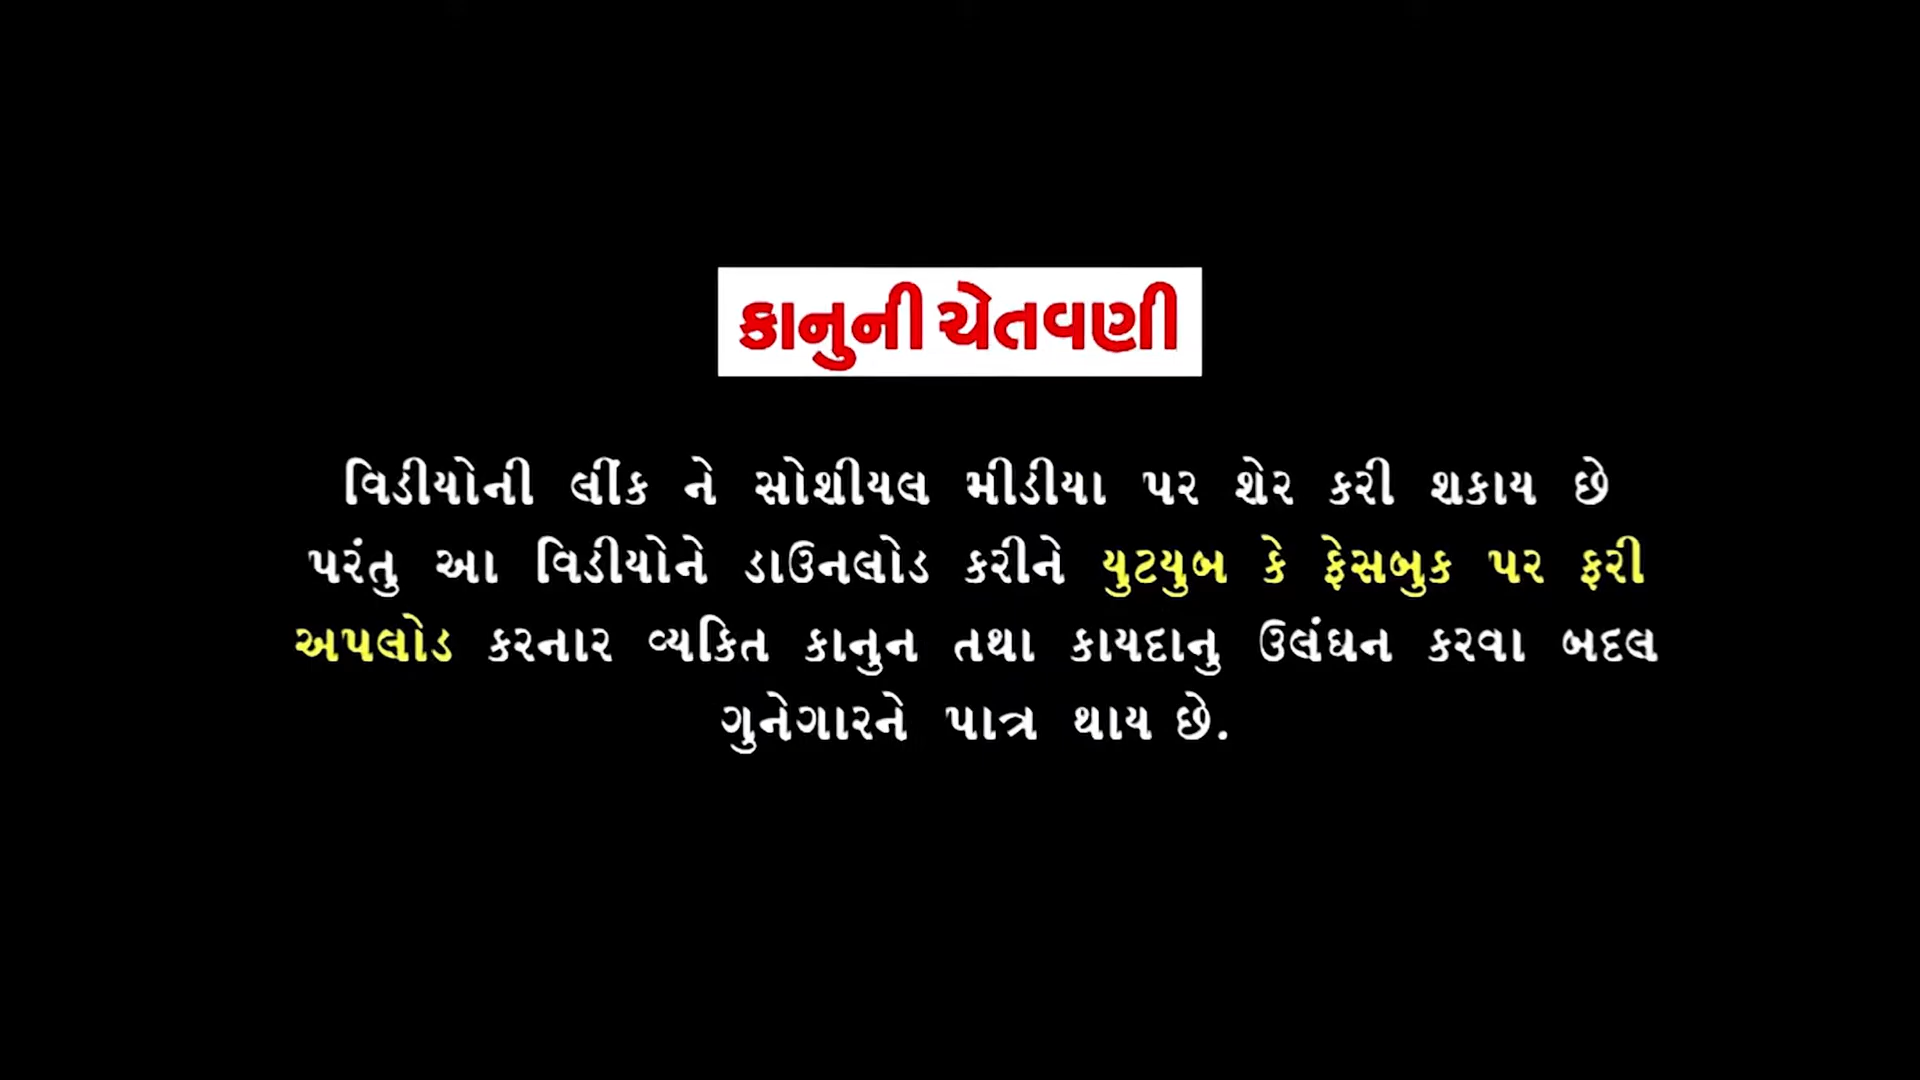 કાનુની ચેતવણી
વિડીયોની લીંક ને સોશીયલ મીડીયા પર શેર કરી શકાય છે
પરંતુ આ વિડીયોને ડાઉનલોડ કરીને યુટયુબ કે ફેસબુક પર ફરી
અપલોડ કરનાર વ્યકિત કાનુન તથા કાયદાનુ ઉલંઘન કરવા બદલ
ગુનેગારને પાત્ર થાય છે.